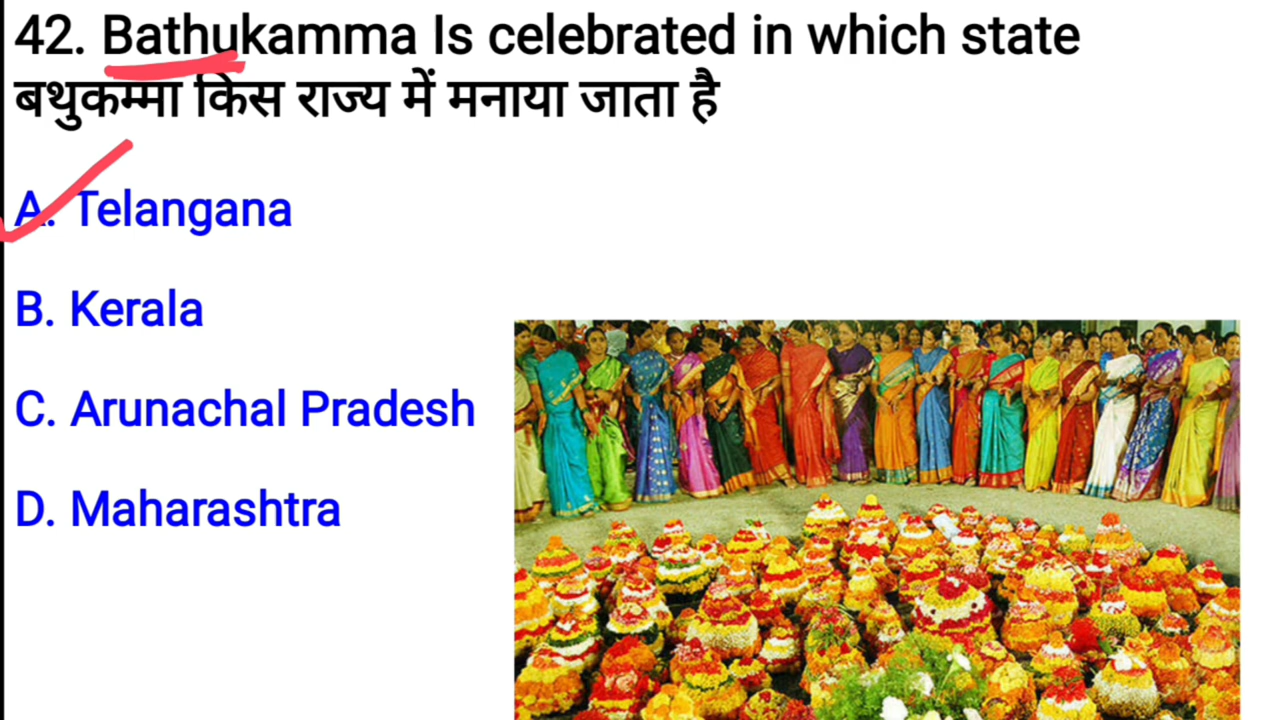 42. Bathukamma Is celebrated in which state
बथुकम्मा किस राज्य में मनाया जाता है
A. Telangana
B. Kerala
C. Arunachal Pradesh
D. Maharashtra